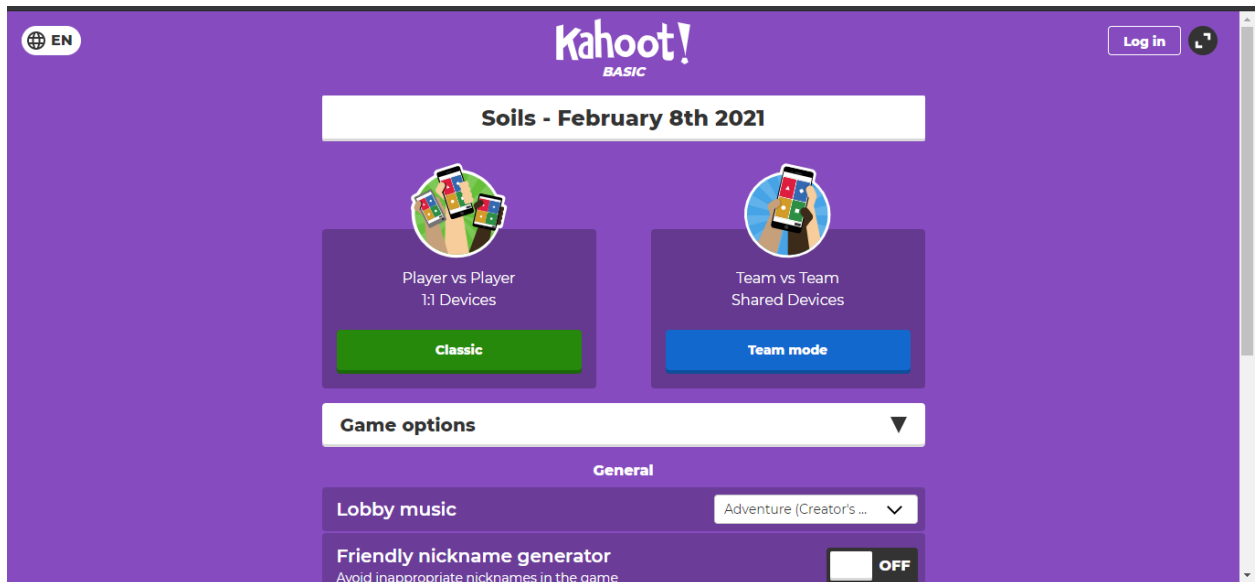 EN
Kahoot!
BASIC
Log in
Soils - February 8th 2021
Player vs Player
1:1 Devices
Classic
Team vs Team
Shared Devices
Team mode
Game options
General
Lobby music
Adventure (Creator's ...
Friendly nickname generator
Avoid inappropriate nicknames in the game
OFF